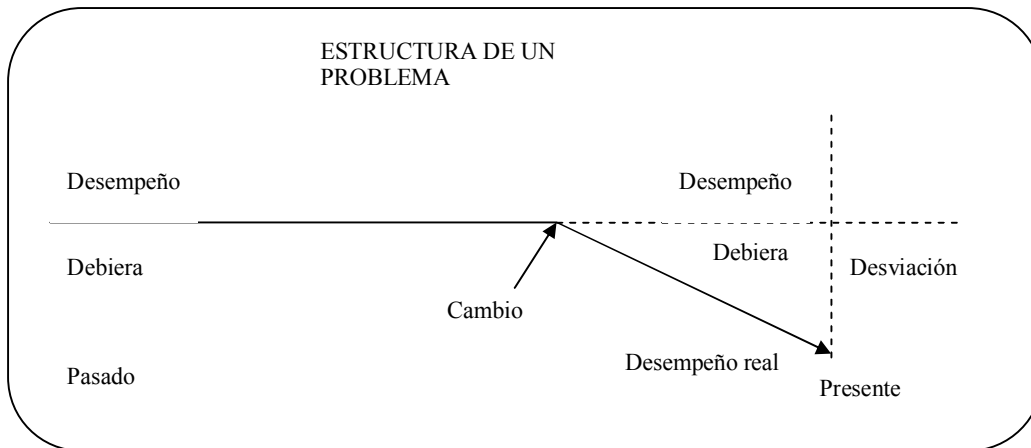 ESTRUCTURA DE UN
PROBLEMA
Desempeño
Desempeño
Debiera
Debiera
Desviación
Cambio
Desempeño real
Pasado
Presente